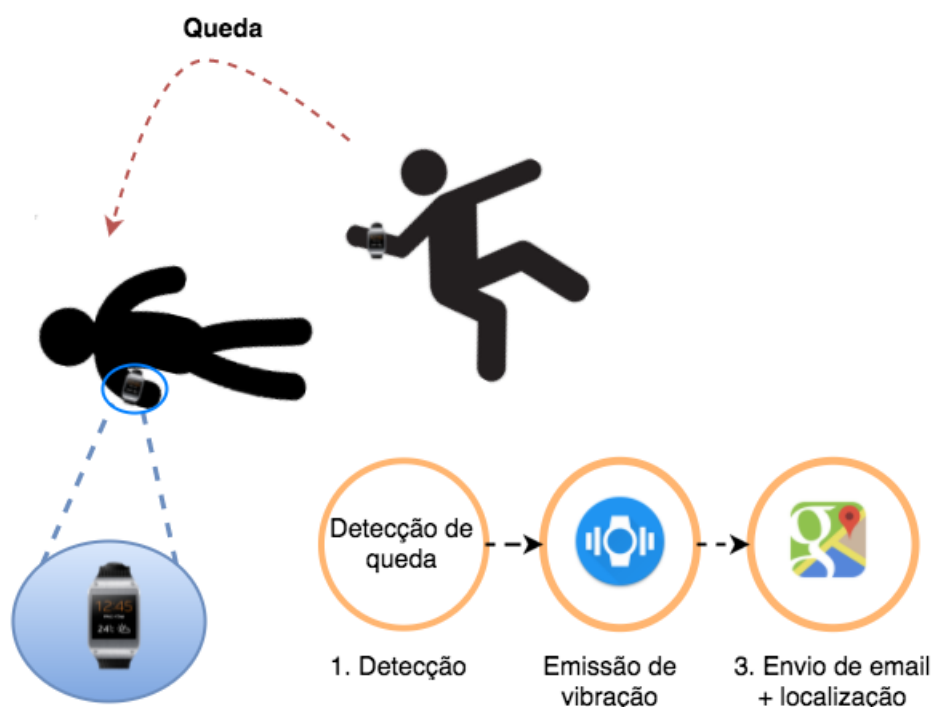 Queda
Detecção de
queda
1. Detecção
Emissão de
vibração
3. Envio de email
+ localização
12:45
24°
g